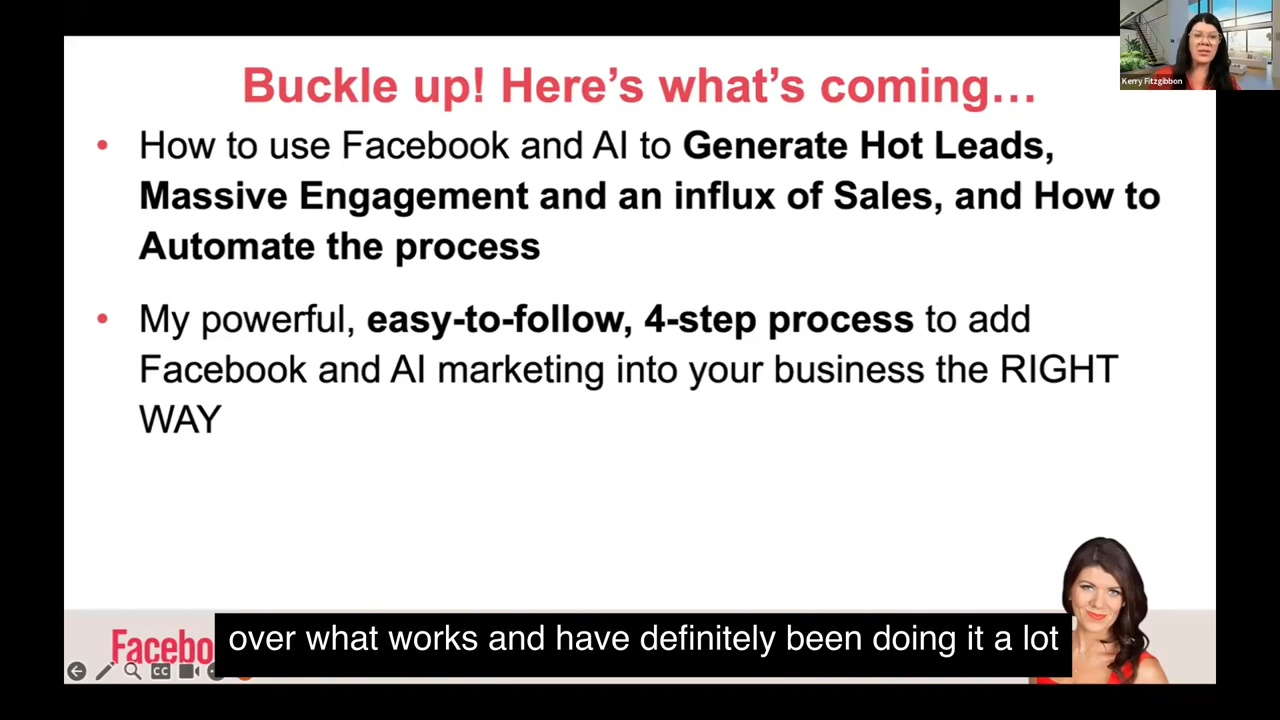 Buckle up! Here's what's coming…
Kerry Fitzgibbon
• How to use Facebook and AI to Generate Hot Leads,
Massive Engagement and an influx of Sales, and How to
Automate the process
• My powerful, easy-to-follow, 4-step process to add
Facebook and AI marketing into your business the RIGHT
WAY
Facebo
over what works and have definitely been doing it a lot
CC